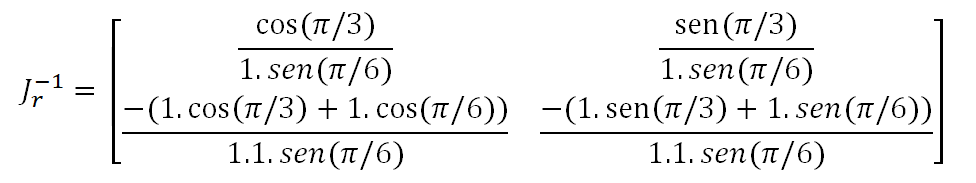 cos(π/3) sen(π/3)
1. sen(π/6) 1. sen(π/6)
J_r^{-1} =
−(1. cos(π/3) + 1. cos(π/6)) −(1. sen(π/3) + 1. sen(π/6))
1.1. sen(π/6) 1.1. sen(π/6)